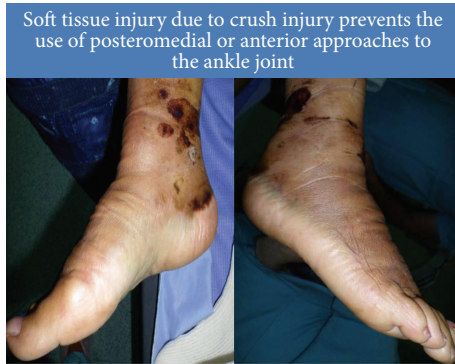 Soft tissue injury due to crush injury prevents the
use of posteromedial or anterior approaches to
the ankle joint